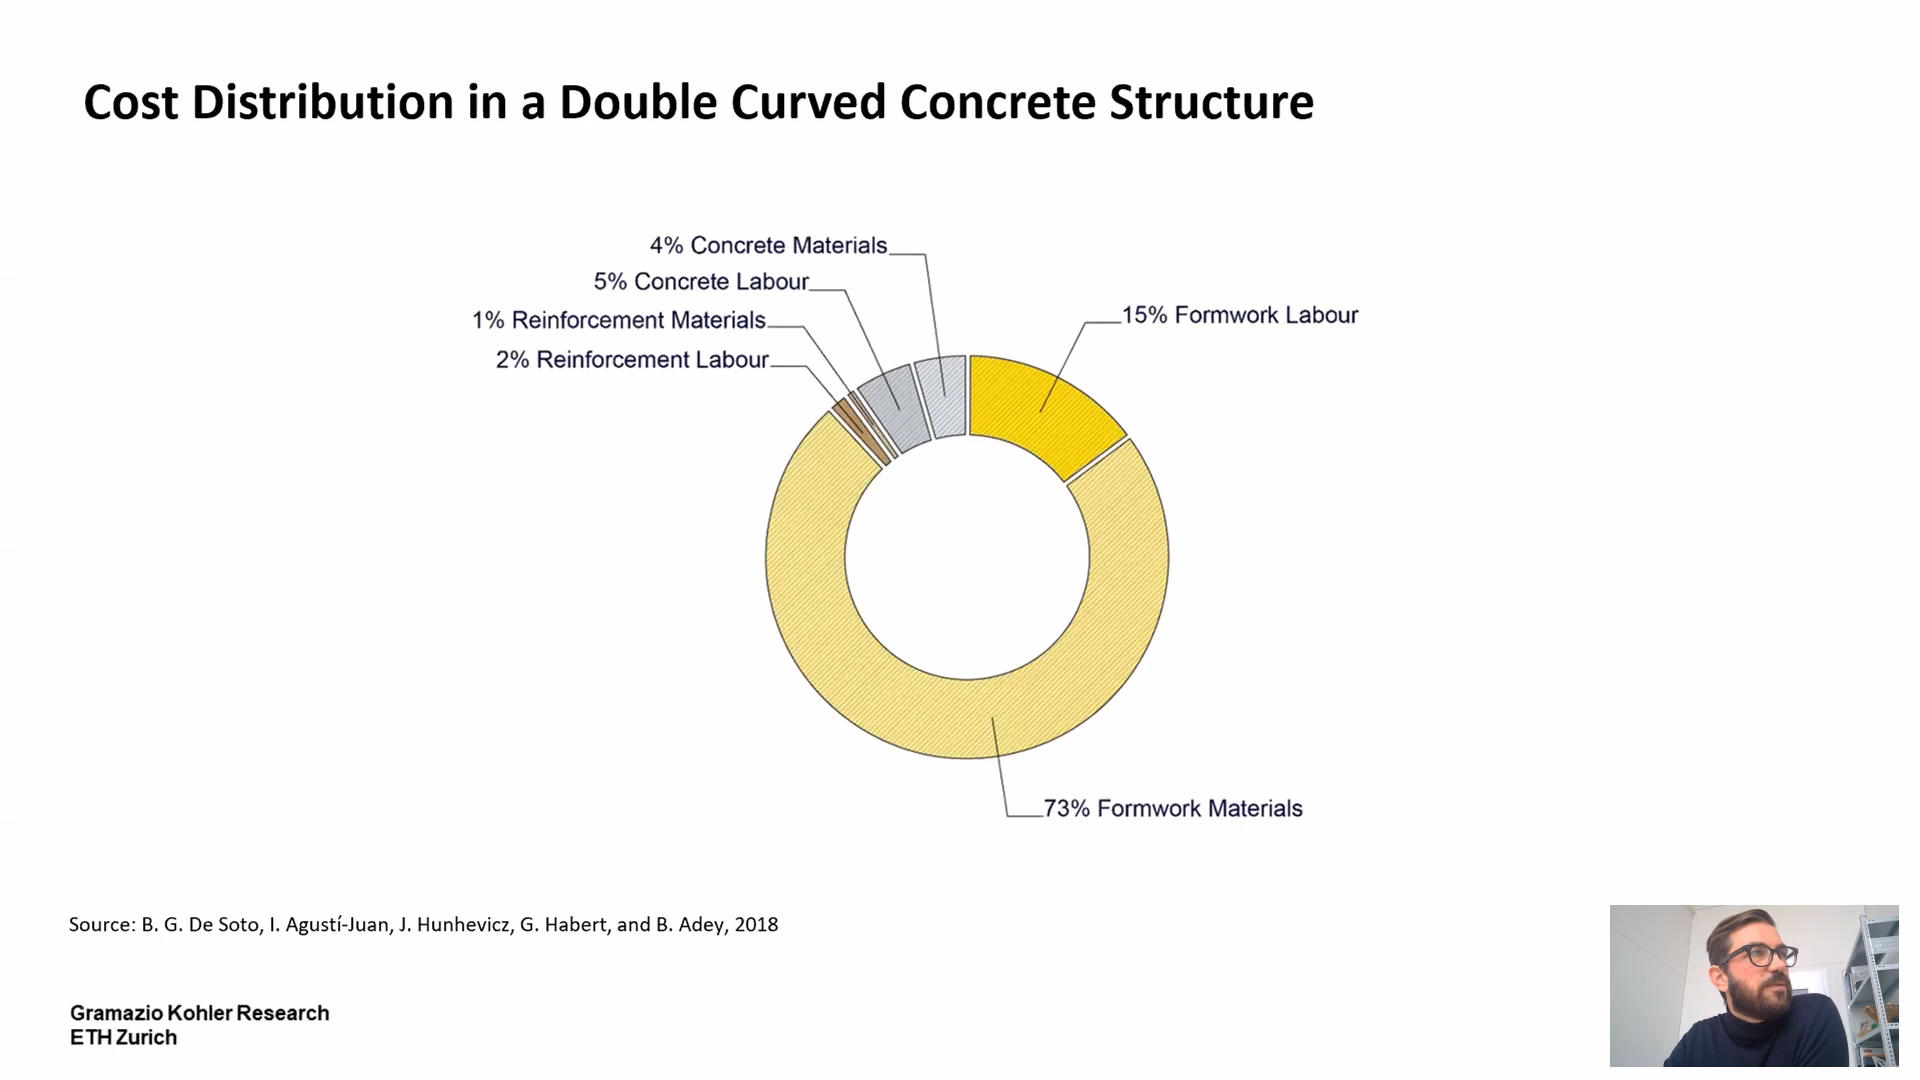 Cost Distribution in a Double Curved Concrete Structure
4% Concrete Materials
5% Concrete Labour
1% Reinforcement Materials
2% Reinforcement Labour
15% Formwork Labour
73% Formwork Materials
Source: B. G. De Soto, I. Agustí-Juan, J. Hunhevicz, G. Habert, and B. Adey, 2018
Gramazio Kohler Research
ETH Zurich